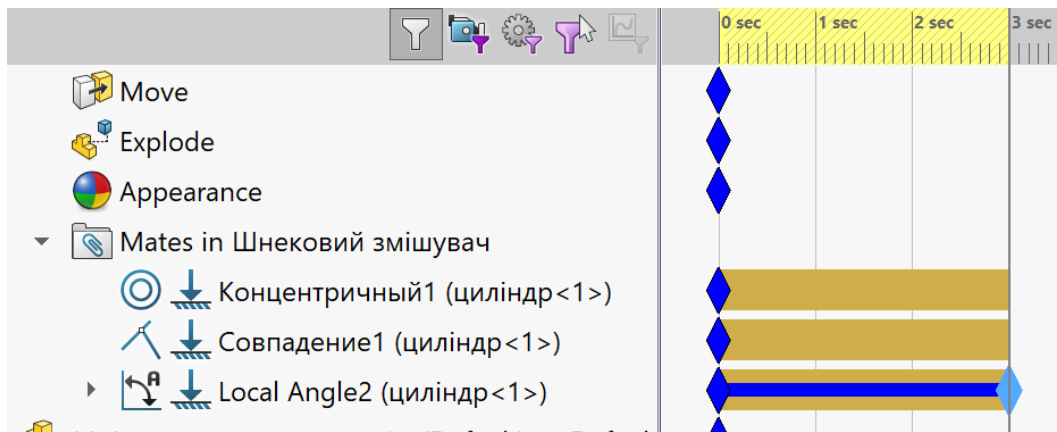 0 sec 1 sec 2 sec 3 sec
Move
Explode
Appearance
Mates in Шнековий змішувач
Концентричный1 (циліндр<1>)
Совпадение1 (циліндр<1>)
Local Angle2 (циліндр<1>)